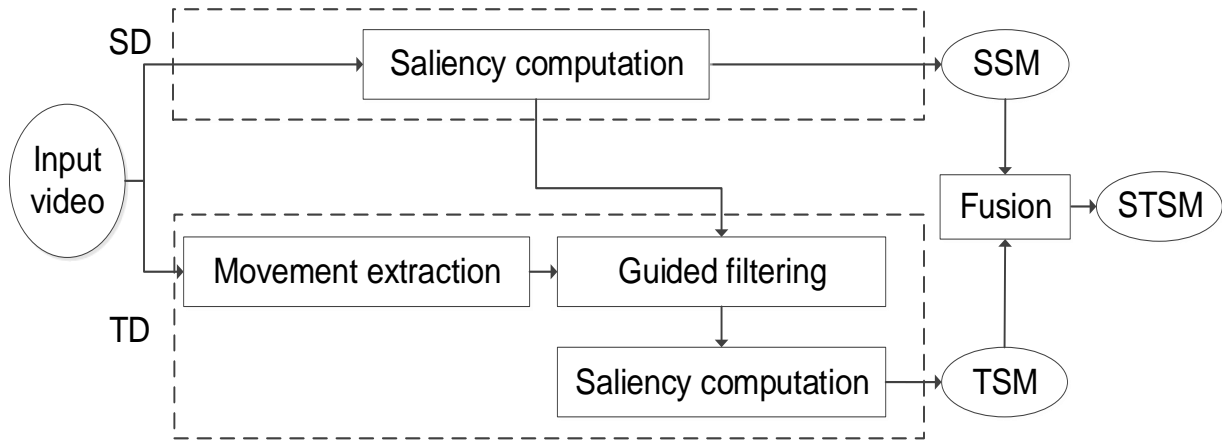 SD
Saliency computation
SSM
Input
video
Fusion
STSM
Movement extraction
Guided filtering
TD
Saliency computation
TSM